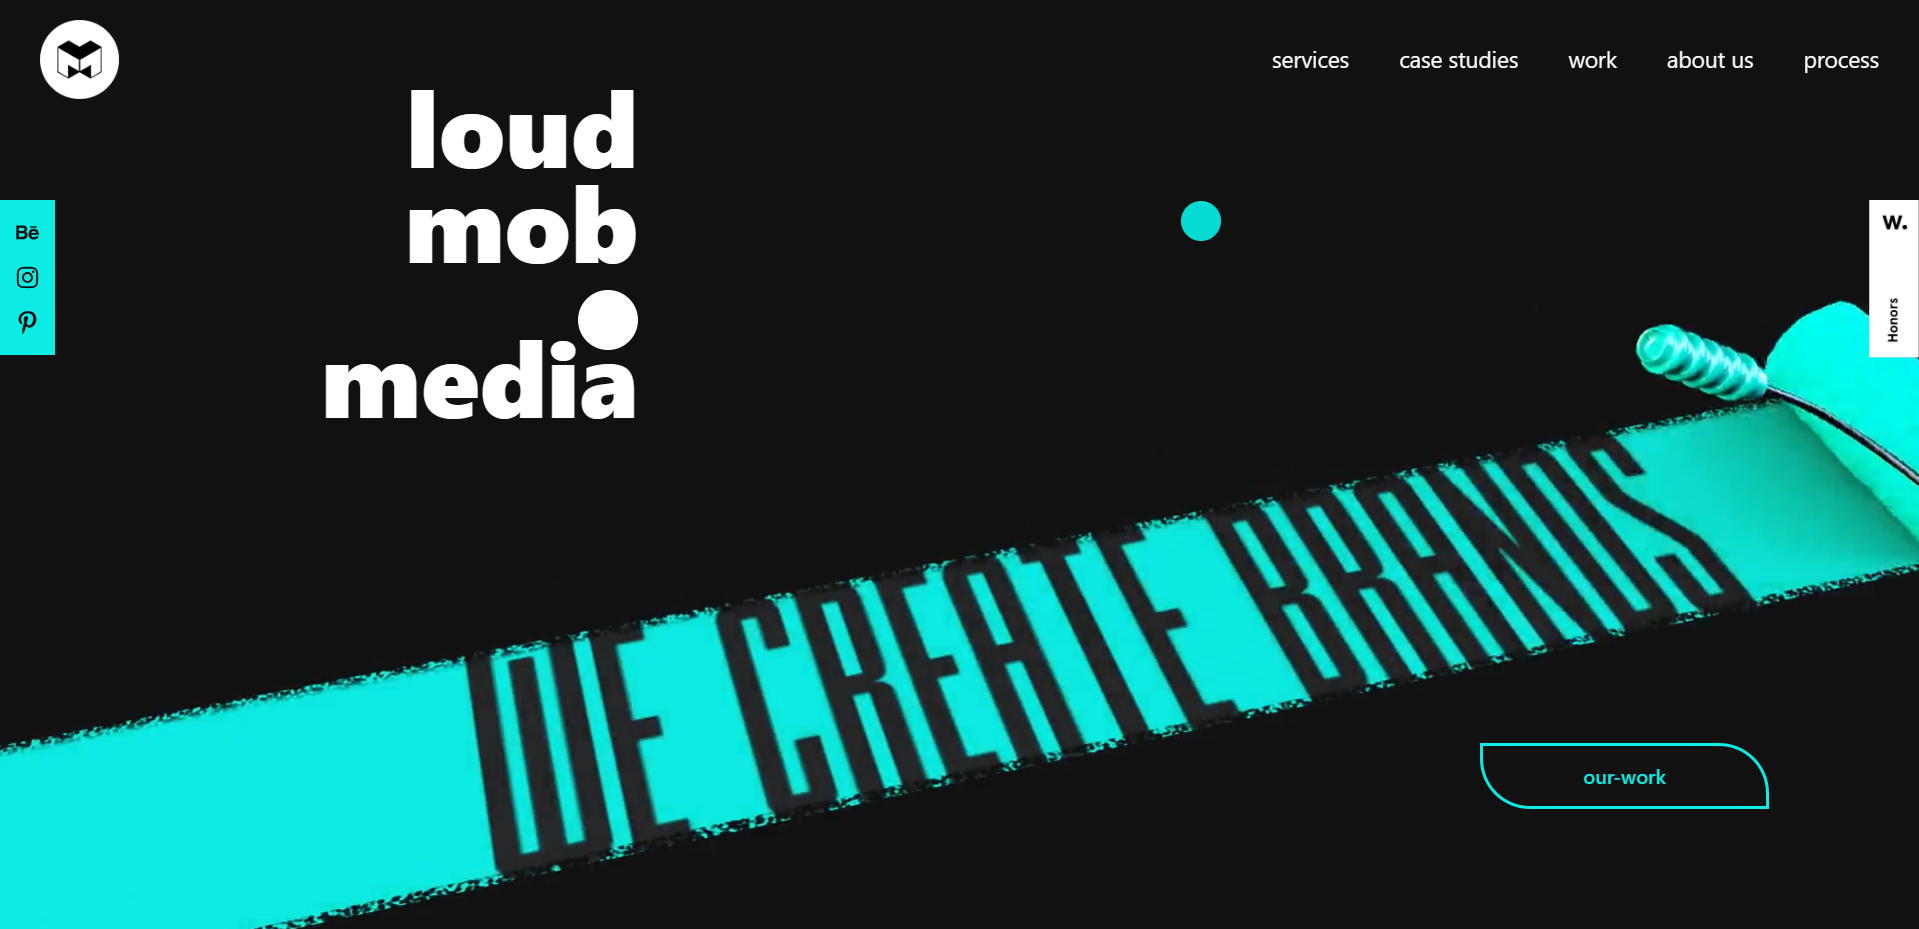 services
case studies
work
about us
process
loud
mob
media
Bē
W.
Honors
WE CREATE BRANDS
our-work